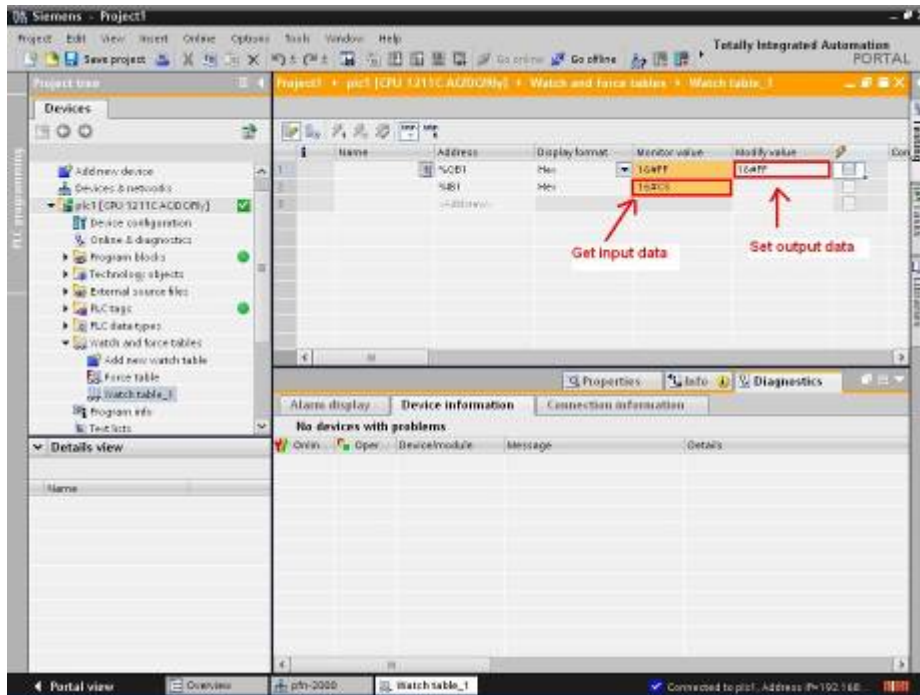 Siemens - Project1
Project Edit View Insert Online Options Tools Window Help
Totally Integrated Automation
PORTAL
Save project Go online Go offline
Project tree
Project1 plc1 [CPU 1211C AC/DC/Rly] Watch and force tables Watch table_1
Devices
Name Address Display format Monitor value Modify value
Add new device
1 %QB1 Hex 16#FF 16#FF
Devices & networks
2 %IB1 Hex
plc1 [CPU 1211C AC/DC/Rly]
3 <Add new>
Device configuration
Online & diagnostics
Program blocks
Technology objects
External source files
PLC tags
PLC data types
Watch and force tables
Add new watch table
Force table
Watch table_1
Program info
Text lists
Get input data
Set output data
PLC programming
Properties Info Diagnostics
Alarm display Device information Connection information
No devices with problems
Details view
Onlin... Oper... Device/module Message Details
Name
Portal view Overview pfn-2000 Watch table_1 Connected to plc1, Address IP=192.168....